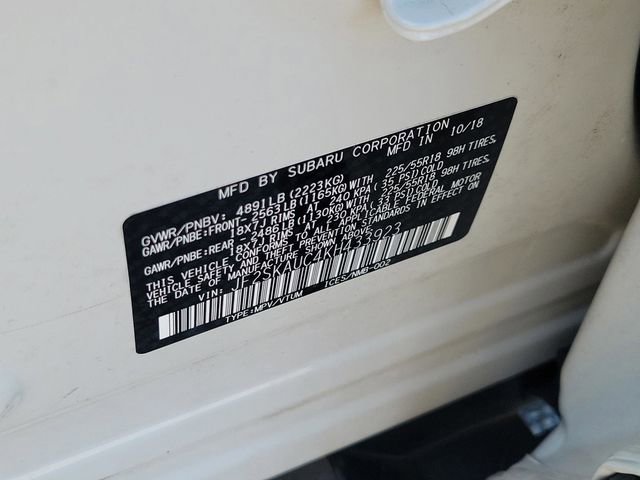 MFD BY SUBARU CORPORATION
MFD IN 10/18
GVWR/PNBV: 4891LB (2223KG)
GAWR/PNBE:FRONT-2563LB(1165KG)WITH 225/55R18 98H TIRES,
18x7J RIMS AT 240 KPA (35 PSI)COLD
GAWR/PNBE:REAR -2486LB(1130KG)WITH 225/55R18 98H TIRES,
18x7J RIMS AT 230 KPA(33 PSI)COLD
THIS VEHICLE CONFORMS TO ALL APPLICABLE FEDERAL MOTOR
VEHICLE SAFETY AND THEFT PREVENTION STANDARDS IN EFFECT ON
THE DATE OF MANUFACTURE SHOWN ABOVE.
VIN: JF2SKAUC4KH433923
TYPE:MPV/VTUM ICES/NMB-002